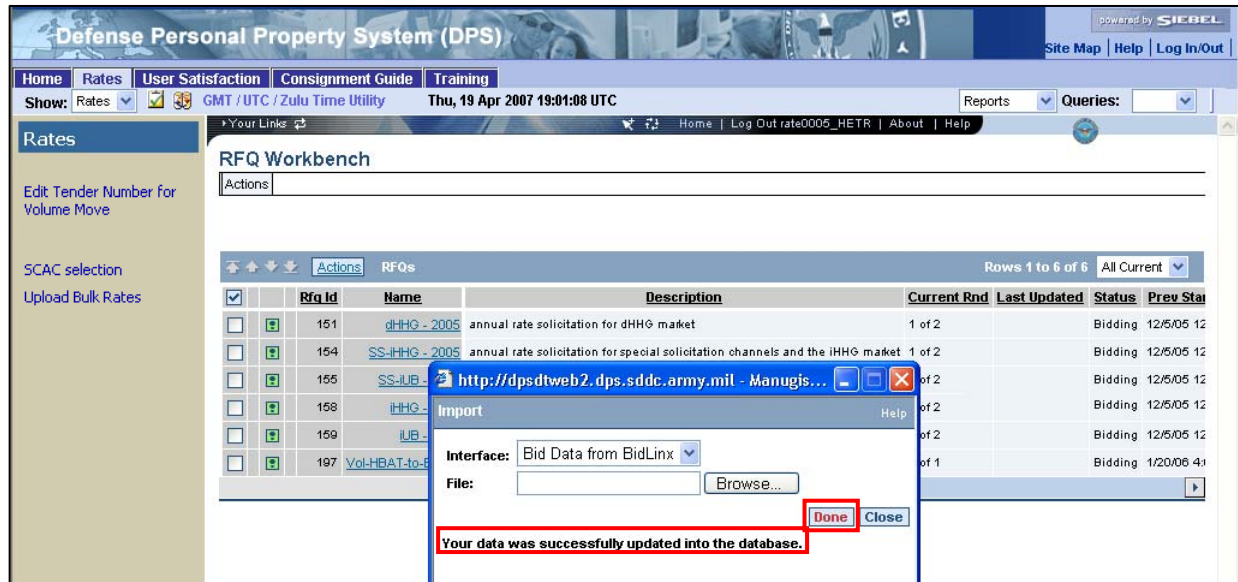 Defense Personal Property System (DPS)
powered by SIEBEL
Site Map | Help | Log In/Out |
Home Rates User Satisfaction Consignment Guide Training
Show: Rates GMT / UTC / Zulu Time Utility Thu, 19 Apr 2007 19:01:08 UTC Reports Queries:
Your Links Home | Log Out rate0005_HETR | About | Help
Rates
RFQ Workbench
Actions
Edit Tender Number for
Volume Move
SCAC selection
Upload Bulk Rates
Actions RFQs Rows 1 to 6 of 6 All Current
Rfq Id Name Description Current Rnd Last Updated Status Prev Star
151 dHHG - 2005 annual rate solicitation for dHHG market 1 of 2 Bidding 12/5/05 12
154 SS-iHHG - 2005 annual rate solicitation for special solicitation channels and the iHHG market 1 of 2 Bidding 12/5/05 12
155 SS-iUB - of 2 Bidding 12/5/05 12
158 iHHG - of 2 Bidding 12/5/05 12
159 iUB - of 2 Bidding 12/5/05 12
197 Vol-HBAT-to- of 1 Bidding 1/20/06 4:
http://dpsdtweb2.dps.sddc.army.mil - Manugis...
Import Help
Interface: Bid Data from BidLinx
File: Browse...
Done Close
Your data was successfully updated into the database.